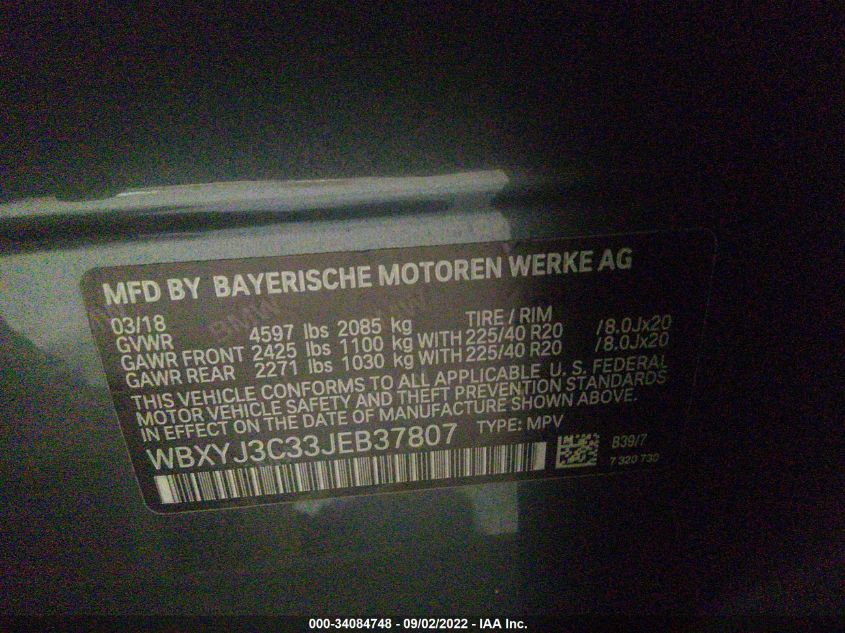 MFD BY BAYERISCHE MOTOREN WERKE AG
03/18 TIRE / RIM
GVWR 4597 lbs 2085 kg
GAWR FRONT 2425 lbs 1100 kg WITH 225/40 R20 /8.0Jx20
GAWR REAR 2271 lbs 1030 kg WITH 225/40 R20 /8.0Jx20
THIS VEHICLE CONFORMS TO ALL APPLICABLE U. S. FEDERAL
MOTOR VEHICLE SAFETY AND THEFT PREVENTION STANDARDS
IN EFFECT ON THE DATE OF MANUFACTURE SHOWN ABOVE.
WBXYJ3C33JEB37807 TYPE: MPV
B39/7
7 320 730
BMW
000-34084748 - 09/02/2022 - IAA Inc.